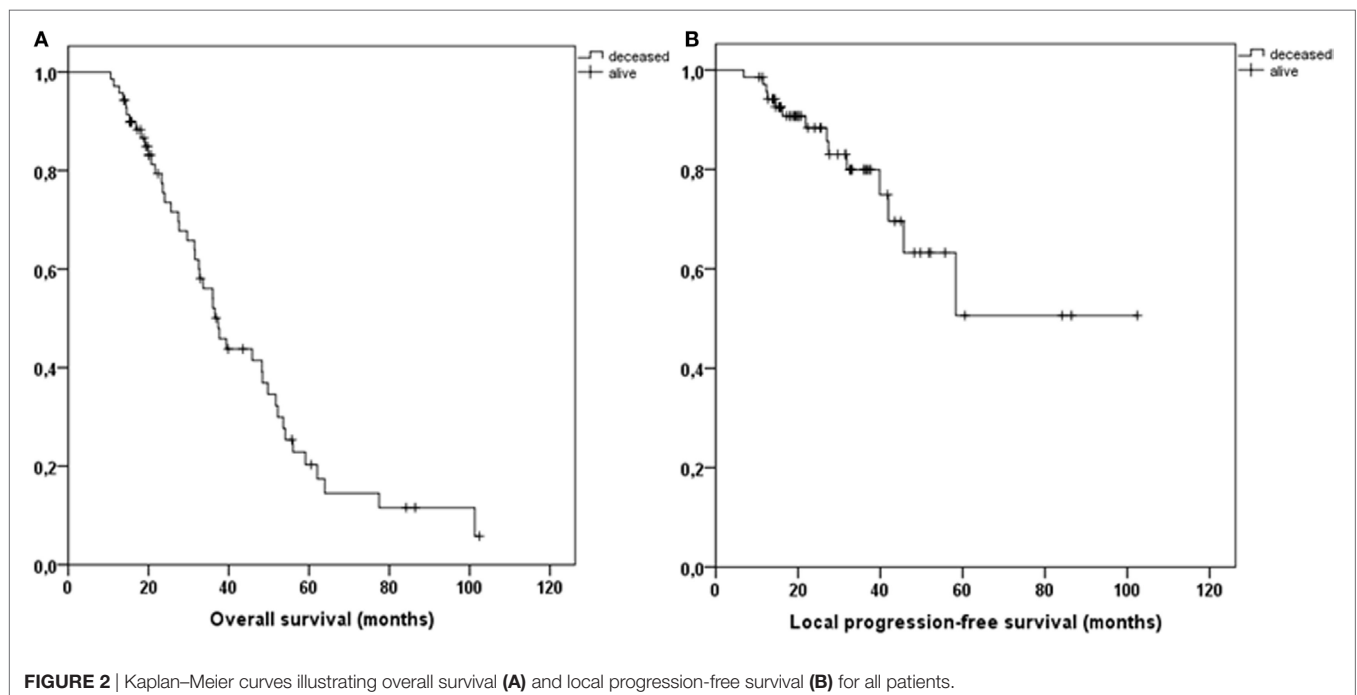 A
deceased
alive
1,0
0,8
0,6
0,4
0,2
0,0
0 20 40 60 80 100 120
Overall survival (months)
B
deceased
alive
1,0
0,8
0,6
0,4
0,2
0,0
0 20 40 60 80 100 120
Local progression-free survival (months)
FIGURE 2 | Kaplan–Meier curves illustrating overall survival (A) and local progression-free survival (B) for all patients.